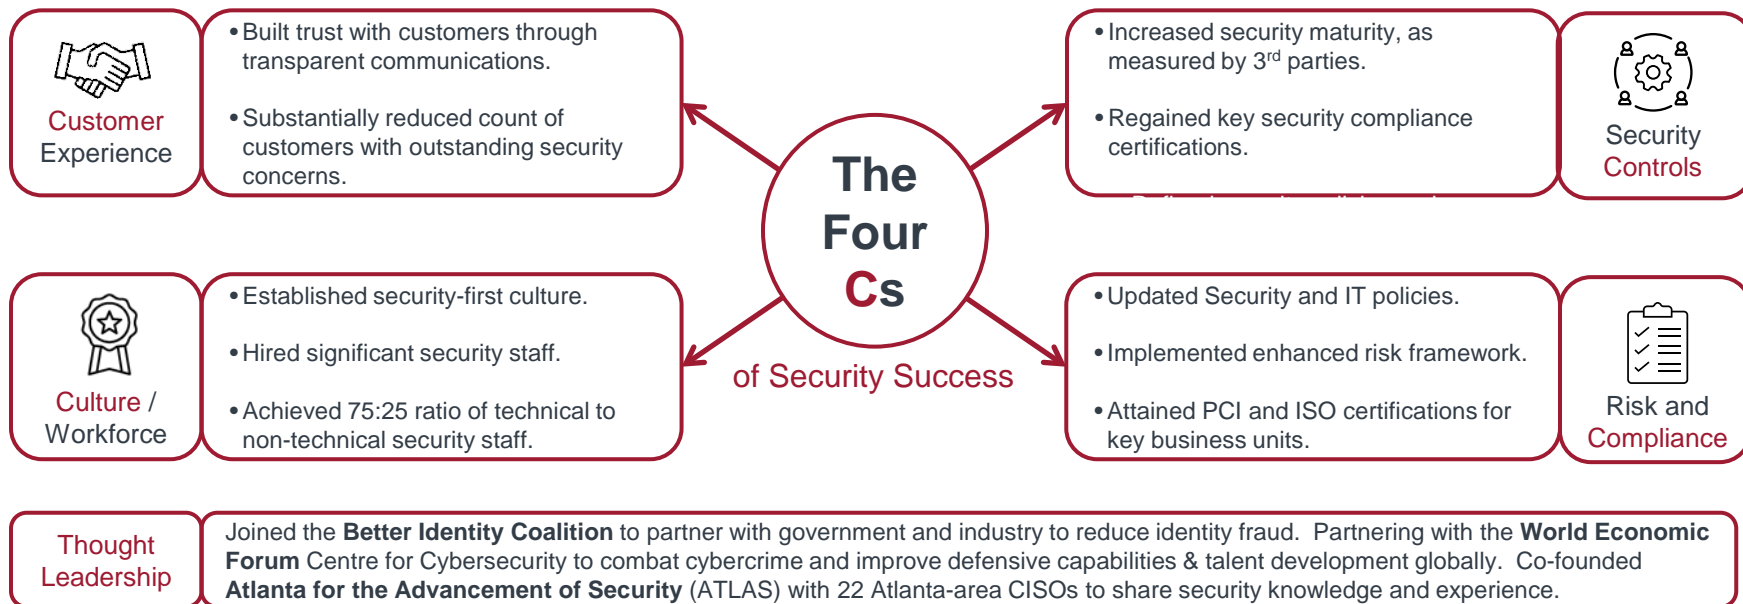 Customer
Experience
• Built trust with customers through
transparent communications.
• Substantially reduced count of
customers with outstanding security
concerns.
• Increased security maturity, as
measured by 3rd parties.
• Regained key security compliance
certifications.
Security
Controls
The
Four
Cs
of Security Success
Culture /
Workforce
• Established security-first culture.
• Hired significant security staff.
• Achieved 75:25 ratio of technical to
non-technical security staff.
• Updated Security and IT policies.
• Implemented enhanced risk framework.
• Attained PCI and ISO certifications for
key business units.
Risk and
Compliance
Thought
Leadership
Joined the Better Identity Coalition to partner with government and industry to reduce identity fraud.  Partnering with the World Economic
Forum Centre for Cybersecurity to combat cybercrime and improve defensive capabilities & talent development globally.  Co-founded
Atlanta for the Advancement of Security (ATLAS) with 22 Atlanta-area CISOs to share security knowledge and experience.